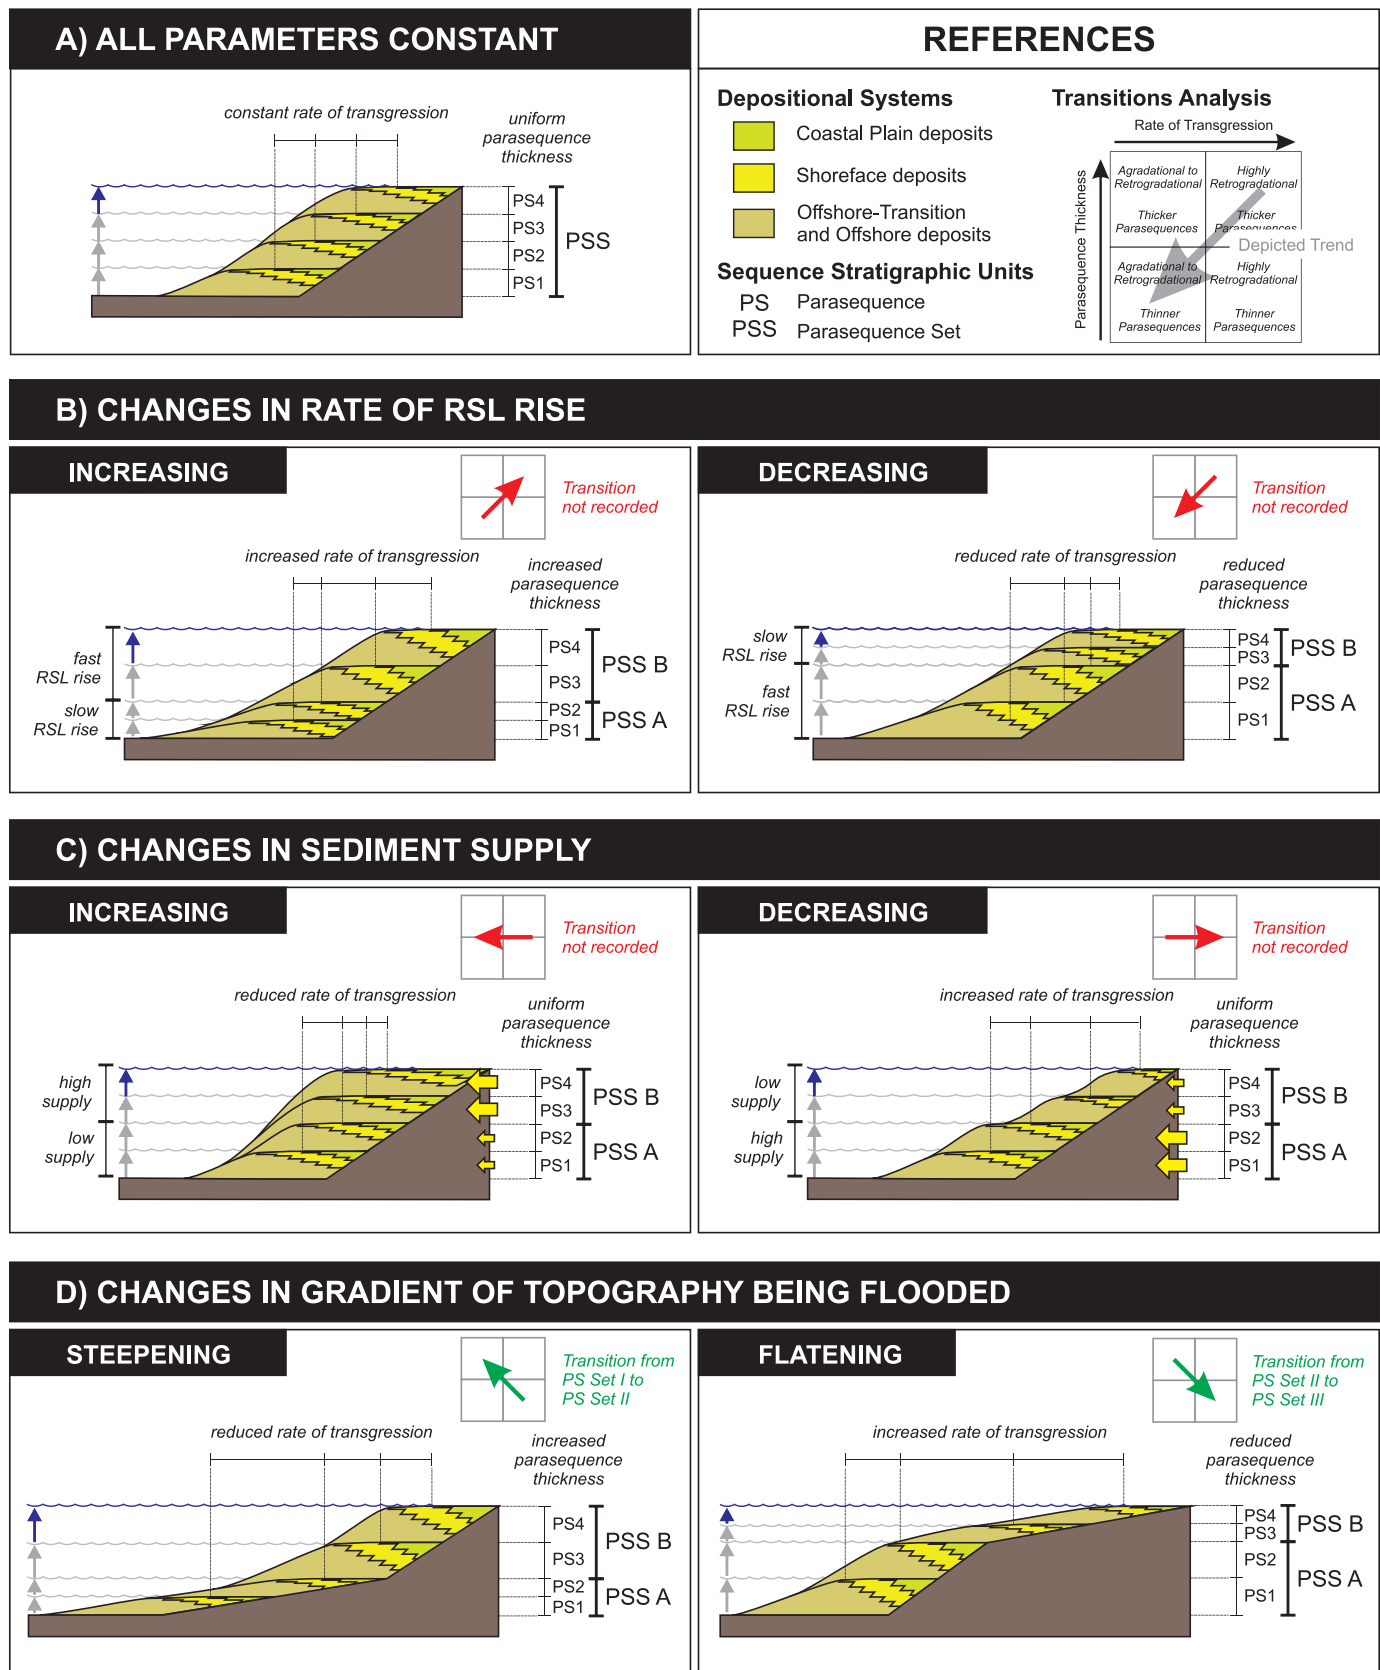 A) ALL PARAMETERS CONSTANT
constant rate of transgression
uniform
parasequence
thickness
PS4
PS3
PS2
PS1
PSS
REFERENCES
Depositional Systems
Coastal Plain deposits
Shoreface deposits
Offshore-Transition
and Offshore deposits
Sequence Stratigraphic Units
PS Parasequence
PSS Parasequence Set
Transitions Analysis
Rate of Transgression
Parasequence Thickness
Agradational to
Retrogradational
Thicker
Parasequences
Highly
Retrogradational
Thicker
Parasequences
Depicted Trend
Agradational to
Retrogradational
Thinner
Parasequences
Highly
Retrogradational
Thinner
Parasequences
B) CHANGES IN RATE OF RSL RISE
INCREASING
Transition
not recorded
increased rate of transgression
increased
parasequence
thickness
fast
RSL rise
slow
RSL rise
PS4
PS3
PS2
PS1
PSS B
PSS A
DECREASING
Transition
not recorded
reduced rate of transgression
reduced
parasequence
thickness
slow
RSL rise
fast
RSL rise
PS4
PS3
PS2
PS1
PSS B
PSS A
C) CHANGES IN SEDIMENT SUPPLY
INCREASING
Transition
not recorded
reduced rate of transgression
uniform
parasequence
thickness
high
supply
low
supply
PS4
PS3
PS2
PS1
PSS B
PSS A
DECREASING
Transition
not recorded
increased rate of transgression
uniform
parasequence
thickness
low
supply
high
supply
PS4
PS3
PS2
PS1
PSS B
PSS A
D) CHANGES IN GRADIENT OF TOPOGRAPHY BEING FLOODED
STEEPENING
Transition from
PS Set I to
PS Set II
reduced rate of transgression
increased
parasequence
thickness
PS4
PS3
PS2
PS1
PSS B
PSS A
FLATENING
Transition from
PS Set II to
PS Set III
increased rate of transgression
reduced
parasequence
thickness
PS4
PS3
PS2
PS1
PSS B
PSS A